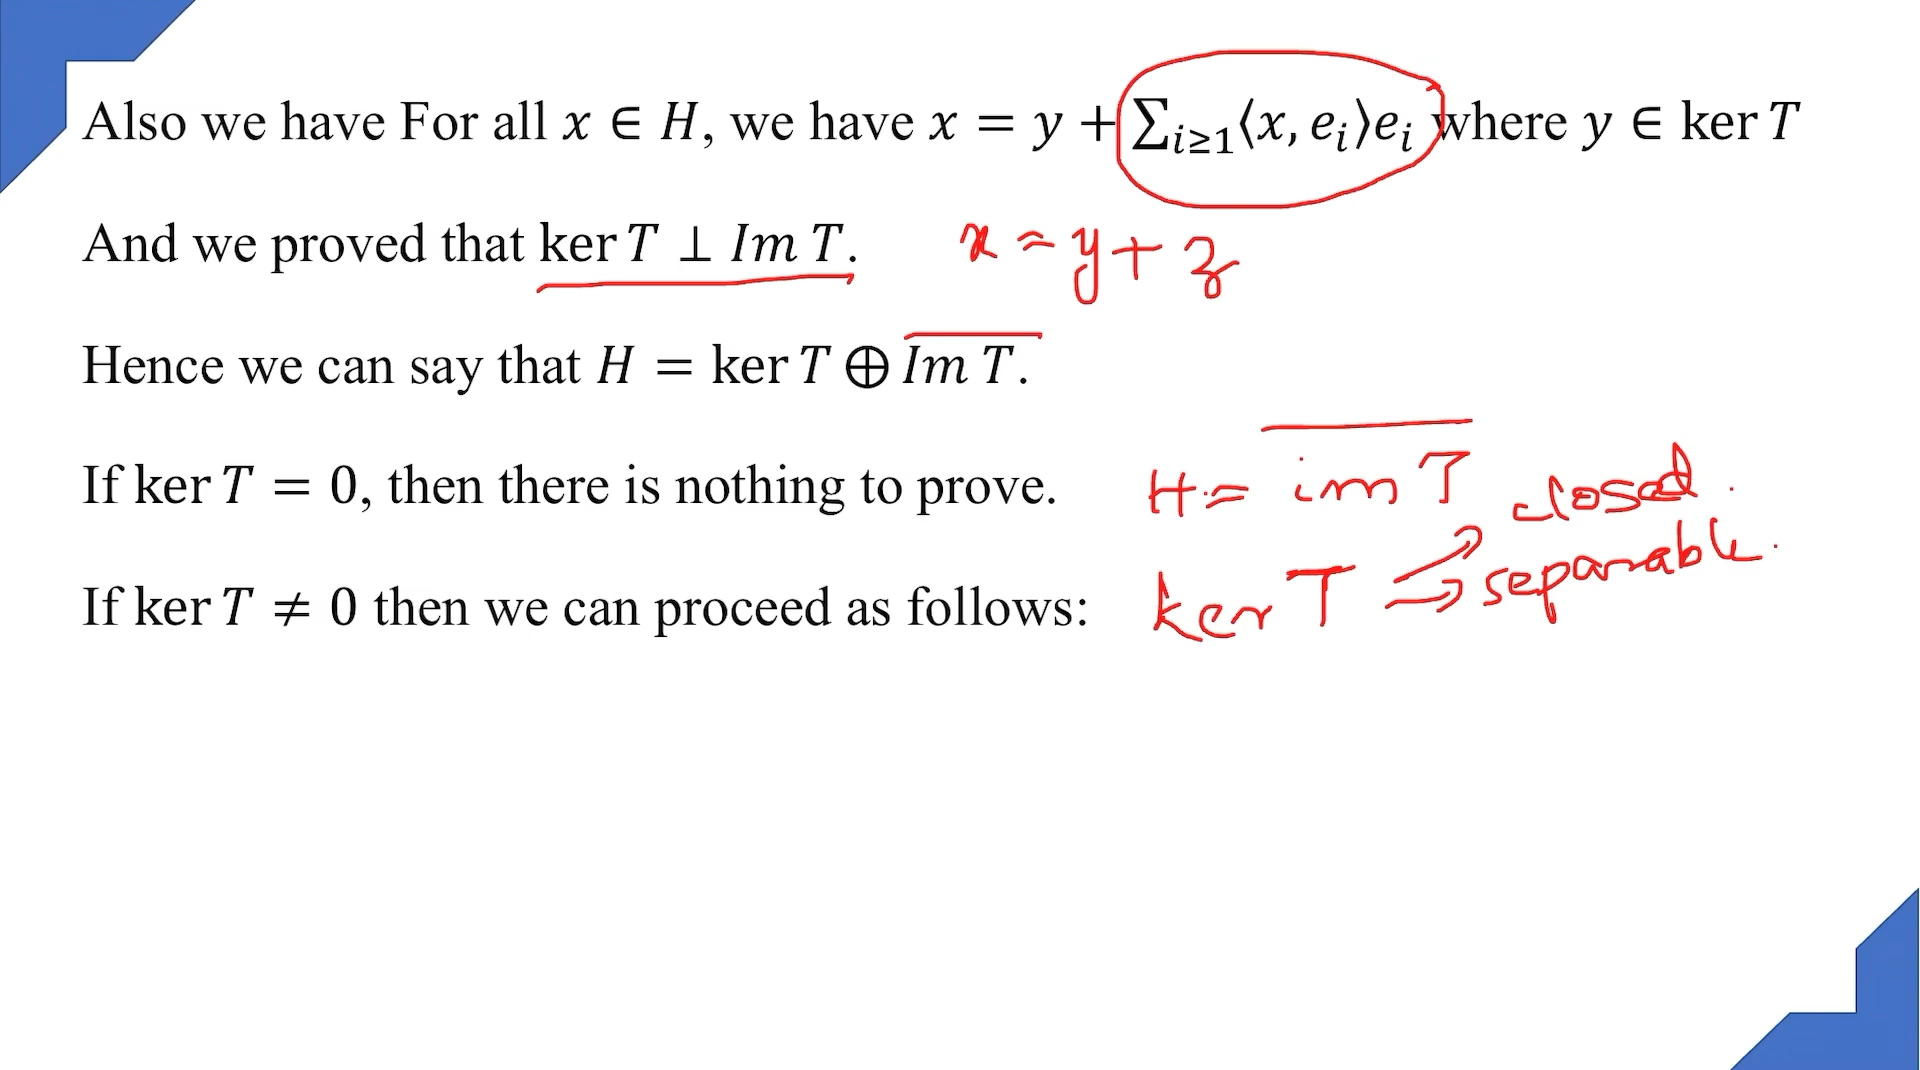 Also we have For all x ∈ H, we have x = y + ∑_{i≥1}⟨x, e_i⟩e_i where y ∈ ker T
And we proved that ker T ⊥ Im T. x = y + z
Hence we can say that H = ker T ⊕ \overline{Im T}.
If ker T = 0, then there is nothing to prove. H = \overline{im T}
closed.
If ker T ≠ 0 then we can proceed as follows: ker T ⇒ separable.